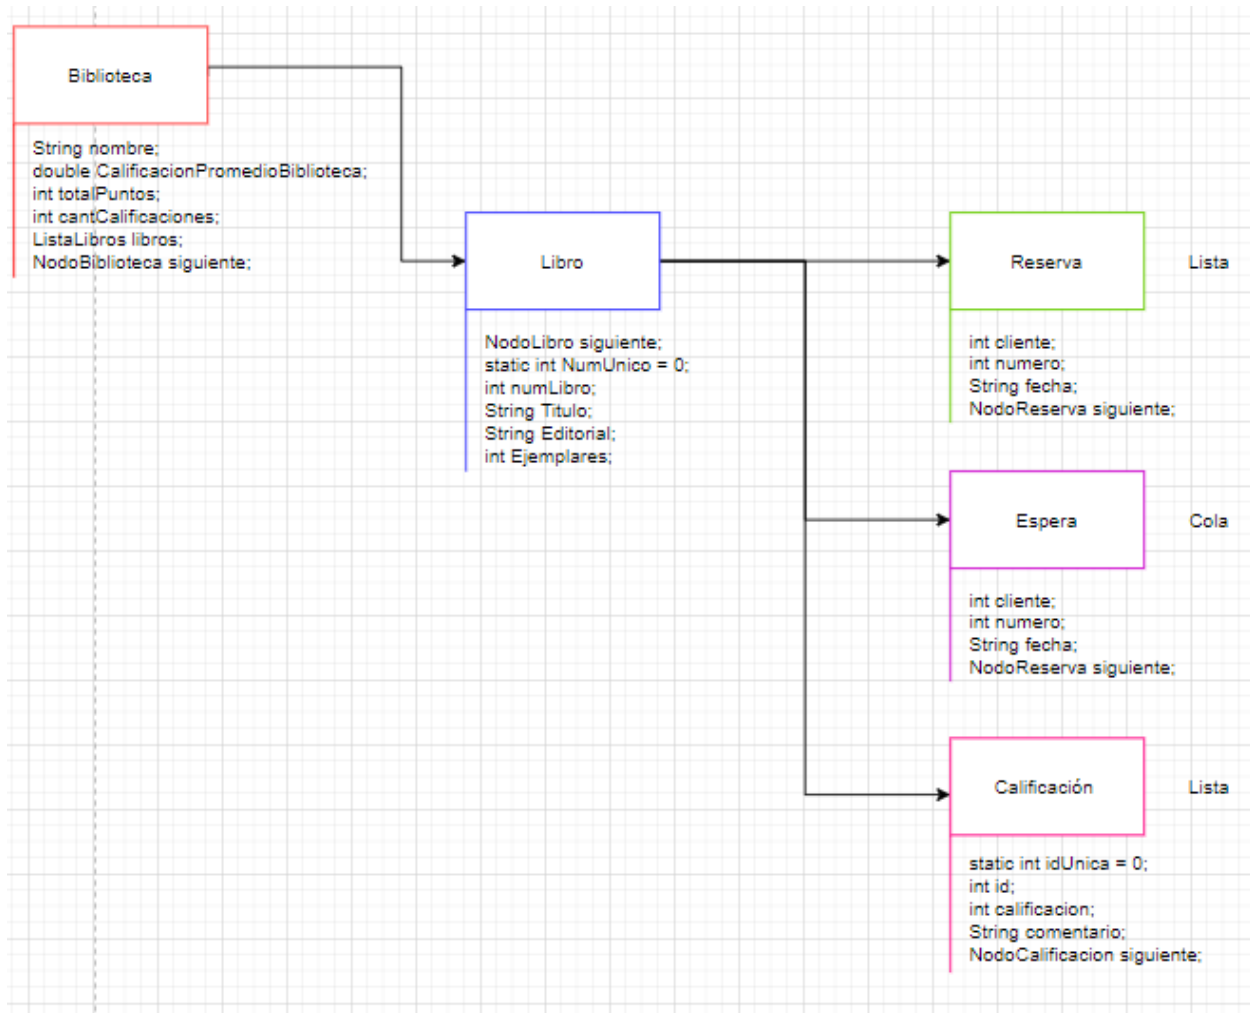 Biblioteca
String nombre;
double CalificacionPromedioBiblioteca;
int totalPuntos;
int cantCalificaciones;
ListaLibros libros;
NodoBiblioteca siguiente;
Libro
NodoLibro siguiente;
static int NumUnico = 0;
int numLibro;
String Titulo;
String Editorial;
int Ejemplares;
Reserva
Lista
int cliente;
int numero;
String fecha;
NodoReserva siguiente;
Espera
Cola
int cliente;
int numero;
String fecha;
NodoReserva siguiente;
Calificación
Lista
static int idUnica = 0;
int id;
int calificacion;
String comentario;
NodoCalificacion siguiente;